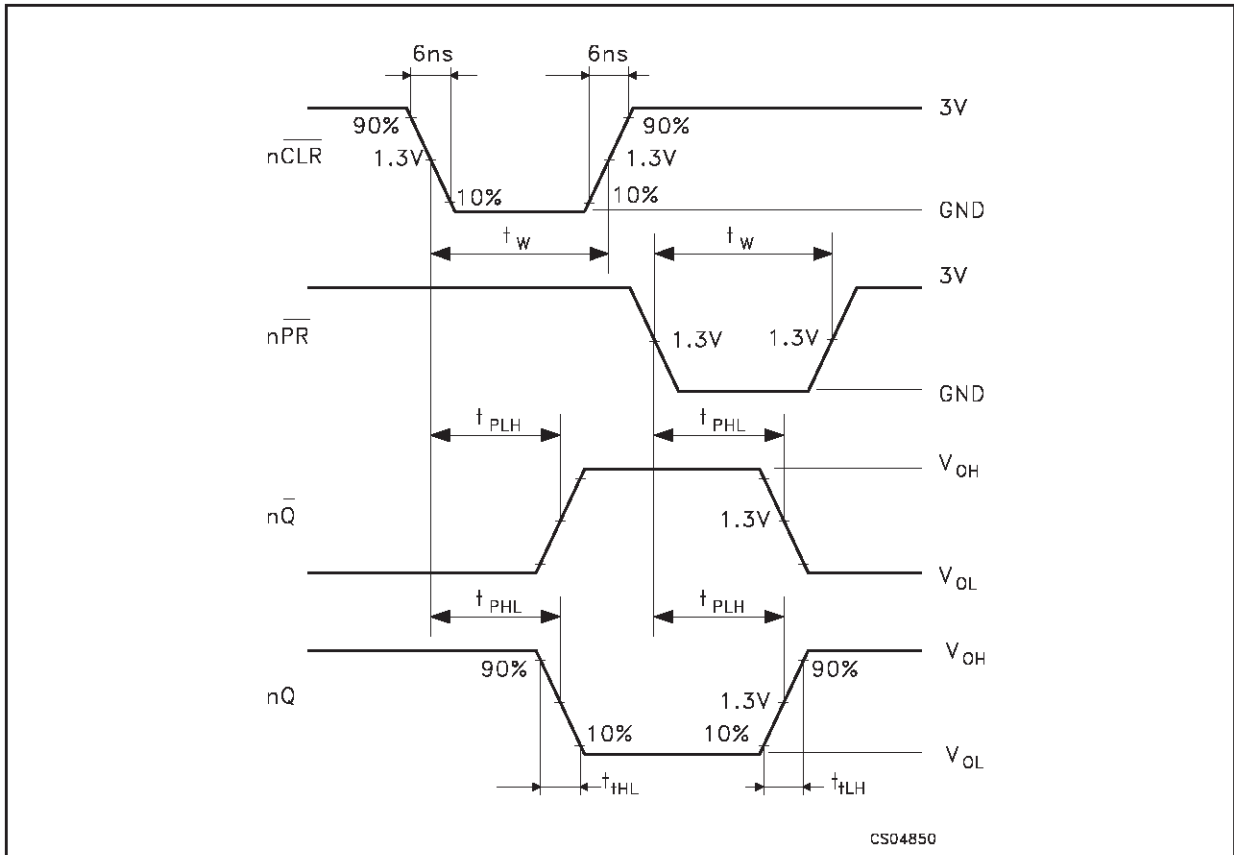 6ns 6ns
3V
90% 90%
nCLR 1.3V 1.3V
10% 10%
GND
tW tW
3V
nPR 1.3V 1.3V
GND
tPLH tPHL
VOH
nQ 1.3V
VOL
tPHL tPLH
VOH
90% 90%
nQ 1.3V
10% 10%
VOL
ttHL ttLH
CS04850